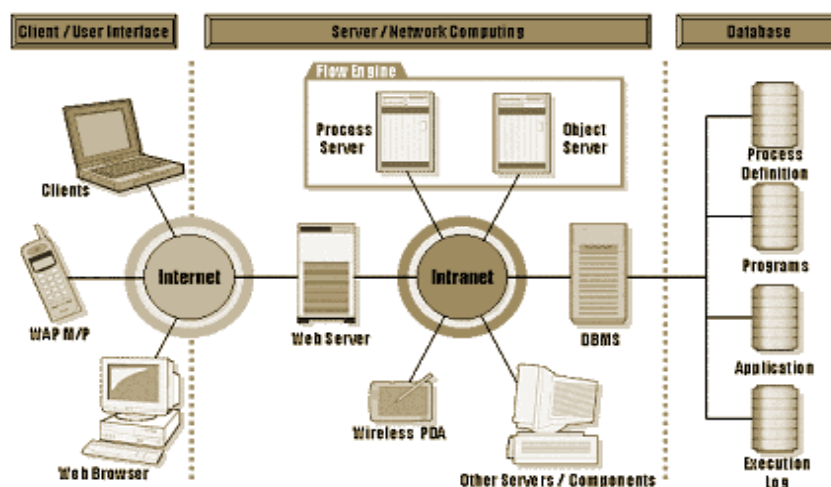 Client / User Interface
Server / Network Computing
Database
Flow Engine
Process
Server
Object
Server
Process
Definition
Clients
Internet
Intranet
Programs
WAP M/P
Web Server
DBMS
Application
Wireless PDA
Web Browser
Other Servers / Components
Execution
Log